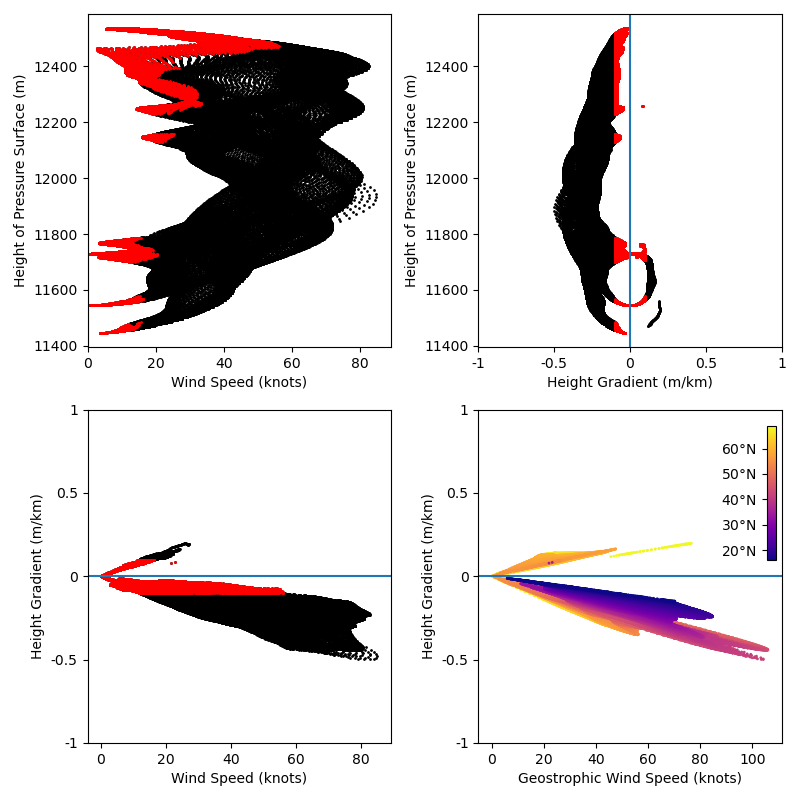 Height of Pressure Surface (m)
12400
12200
12000
11800
11600
11400
0 20 40 60 80
Wind Speed (knots)
Height of Pressure Surface (m)
12400
12200
12000
11800
11600
11400
-1 -0.5 0 0.5 1
Height Gradient (m/km)
Height Gradient (m/km)
1
0.5
0
-0.5
-1
0 20 40 60 80
Wind Speed (knots)
Height Gradient (m/km)
1
0.5
0
-0.5
-1
60°N
50°N
40°N
30°N
20°N
0 20 40 60 80 100
Geostrophic Wind Speed (knots)